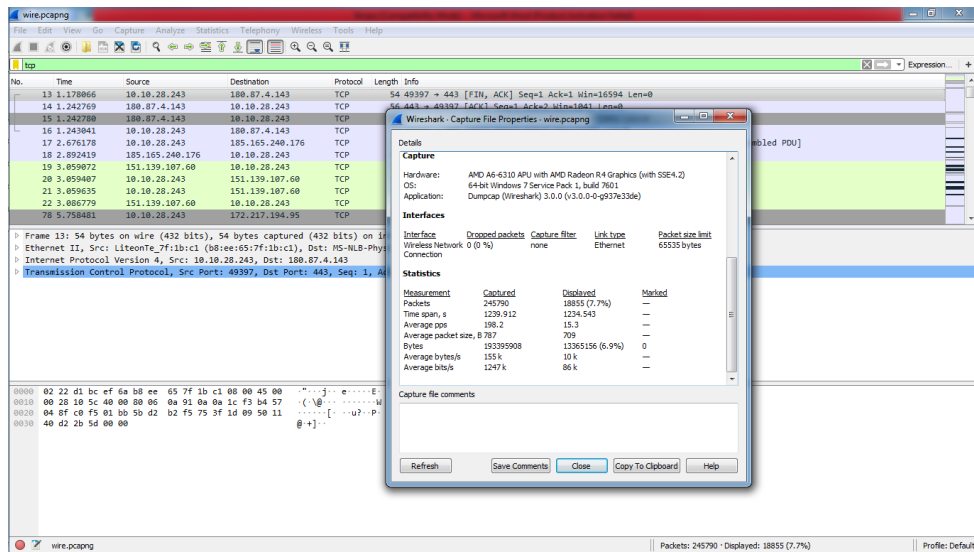 wire.pcapng
File Edit View Go Capture Analyze Statistics Telephony Wireless Tools Help
tcp
Expression... +
No. Time Source Destination Protocol Length Info
13 1.178066 10.10.28.243 180.87.4.143 TCP 54 49397 → 443 [FIN, ACK] Seq=1 Ack=1 Win=16594 Len=0
14 1.242769 180.87.4.143 10.10.28.243 TCP 56 443 → 49397 [ACK] Seq=1 Ack=2 Win=1041 Len=0
15 1.242780 180.87.4.143 10.10.28.243 TCP
16 1.243041 10.10.28.243 180.87.4.143 TCP
17 2.676178 10.10.28.243 185.165.240.176 TCP mbled PDU]
18 2.892419 185.165.240.176 10.10.28.243 TCP
19 3.059072 151.139.107.60 10.10.28.243 TCP
20 3.059407 10.10.28.243 151.139.107.60 TCP
21 3.059635 10.10.28.243 151.139.107.60 TCP
22 3.086779 151.139.107.60 10.10.28.243 TCP
78 5.758481 10.10.28.243 172.217.194.95 TCP
Frame 13: 54 bytes on wire (432 bits), 54 bytes captured (432 bits) on in
Ethernet II, Src: LiteonTe_7f:1b:c1 (b8:ee:65:7f:1b:c1), Dst: MS-NLB-Phys
Internet Protocol Version 4, Src: 10.10.28.243, Dst: 180.87.4.143
Transmission Control Protocol, Src Port: 49397, Dst Port: 443, Seq: 1, Ac
0000 02 22 d1 bc ef 6a b8 ee 65 7f 1b c1 08 00 45 00 ·"···j·· e·····E·
0010 00 28 10 5c 40 00 80 06 0a 91 0a 0a 1c f3 b4 57 ·(·\@··· ·······W
0020 04 8f c0 f5 01 bb 5b d2 b2 f5 75 3f 1d 09 50 11 ······[· ··u?··P·
0030 40 d2 2b 5d 00 00 @·+]··
Wireshark · Capture File Properties · wire.pcapng
Details
Capture
Hardware: AMD A6-6310 APU with AMD Radeon R4 Graphics (with SSE4.2)
OS: 64-bit Windows 7 Service Pack 1, build 7601
Application: Dumpcap (Wireshark) 3.0.0 (v3.0.0-0-g937e33de)
Interfaces
Interface Dropped packets Capture filter Link type Packet size limit
Wireless Network 0 (0 %) none Ethernet 65535 bytes
Connection
Statistics
Measurement Captured Displayed Marked
Packets 245790 18855 (7.7%) —
Time span, s 1239.912 1234.543 —
Average pps 198.2 15.3 —
Average packet size, B 787 709 —
Bytes 193395908 13365156 (6.9%) 0
Average bytes/s 155 k 10 k —
Average bits/s 1247 k 86 k —
Capture file comments
Refresh Save Comments Close Copy To Clipboard Help
wire.pcapng Packets: 245790 · Displayed: 18855 (7.7%) Profile: Default